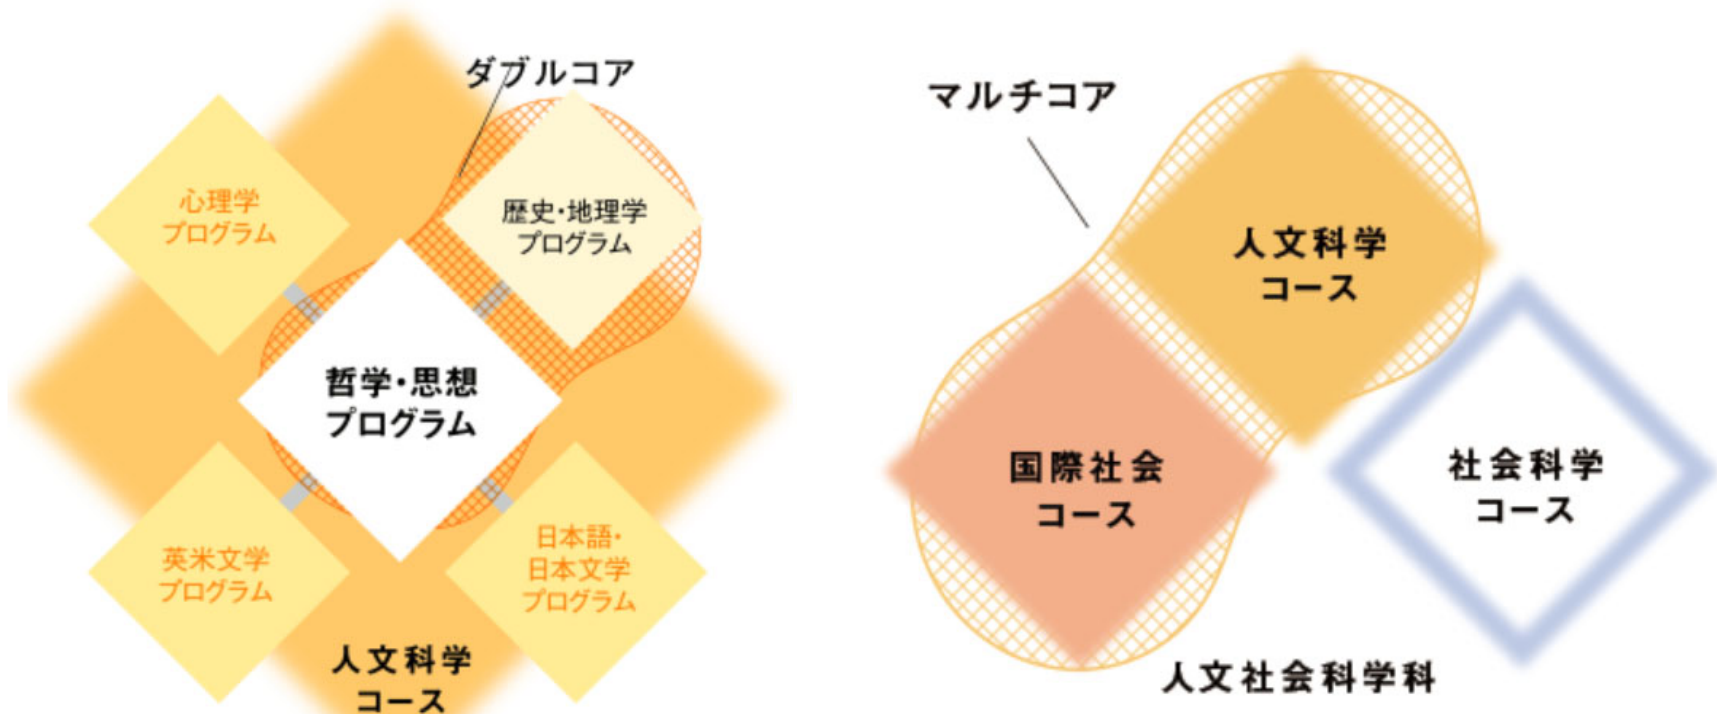 ダブルコア
心理学
プログラム
歴史・地理学
プログラム
哲学・思想
プログラム
英米文学
プログラム
日本語・
日本文学
プログラム
人文科学
コース
マルチコア
人文科学
コース
国際社会
コース
社会科学
コース
人文社会科学科